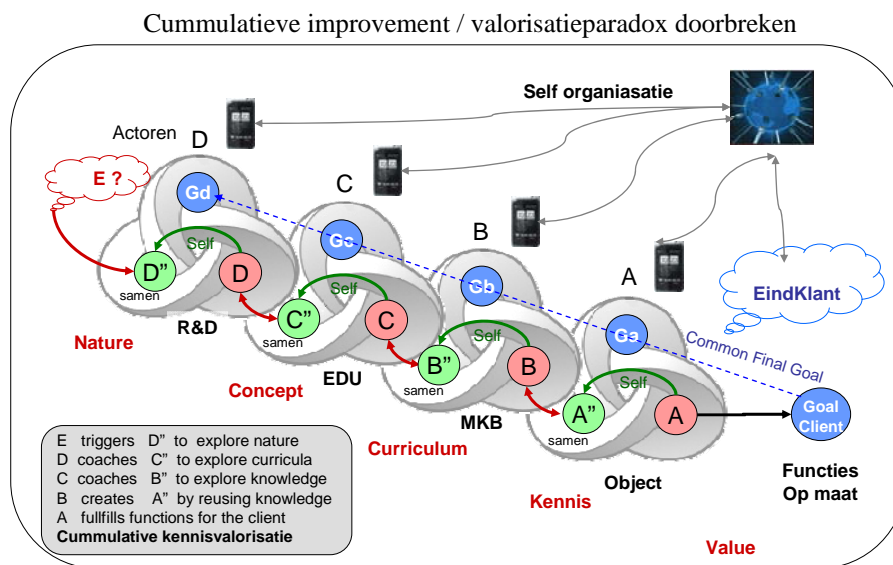 Cummulatieve improvement / valorisatieparadox doorbreken
Self organiasatie
Actoren
D
E ?
Gd
C
Self
Gc
B
D”
D
samen
R&D
Nature
Self
Gb
A
EindKlant
C”
C
samen
EDU
Concept
Self
Ga
Common Final Goal
B”
B
samen
MKB
Curriculum
Self
A”
A
samen
Object
Kennis
Goal
Client
Functies
Op maat
Value
E triggers D” to explore nature
D coaches C” to explore curricula
C coaches B” to explore knowledge
B creates A” by reusing knowledge
A fullfills functions for the client
Cummulative kennisvalorisatie